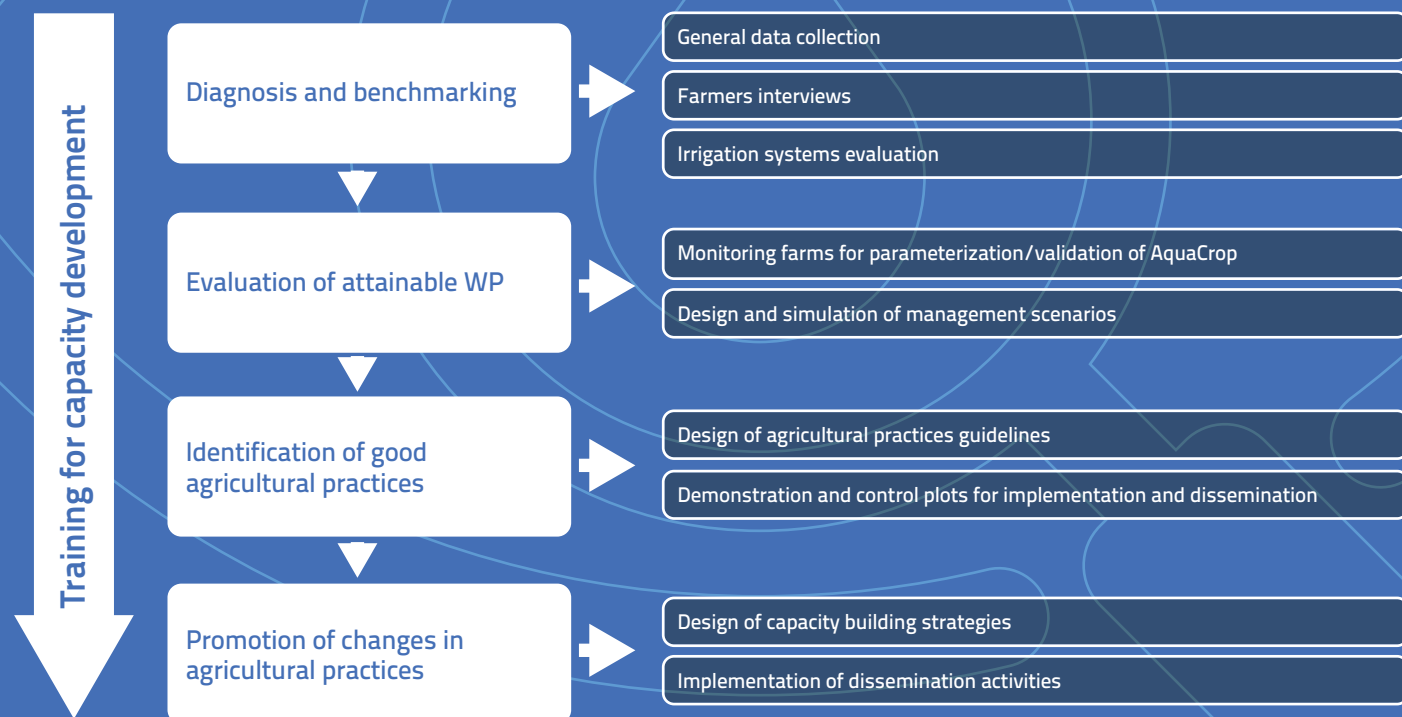 Training for capacity development
Diagnosis and benchmarking
General data collection
Farmers interviews
Irrigation systems evaluation
Evaluation of attainable WP
Monitoring farms for parameterization/validation of AquaCrop
Design and simulation of management scenarios
Identification of good
agricultural practices
Design of agricultural practices guidelines
Demonstration and control plots for implementation and dissemination
Promotion of changes in
agricultural practices
Design of capacity building strategies
Implementation of dissemination activities